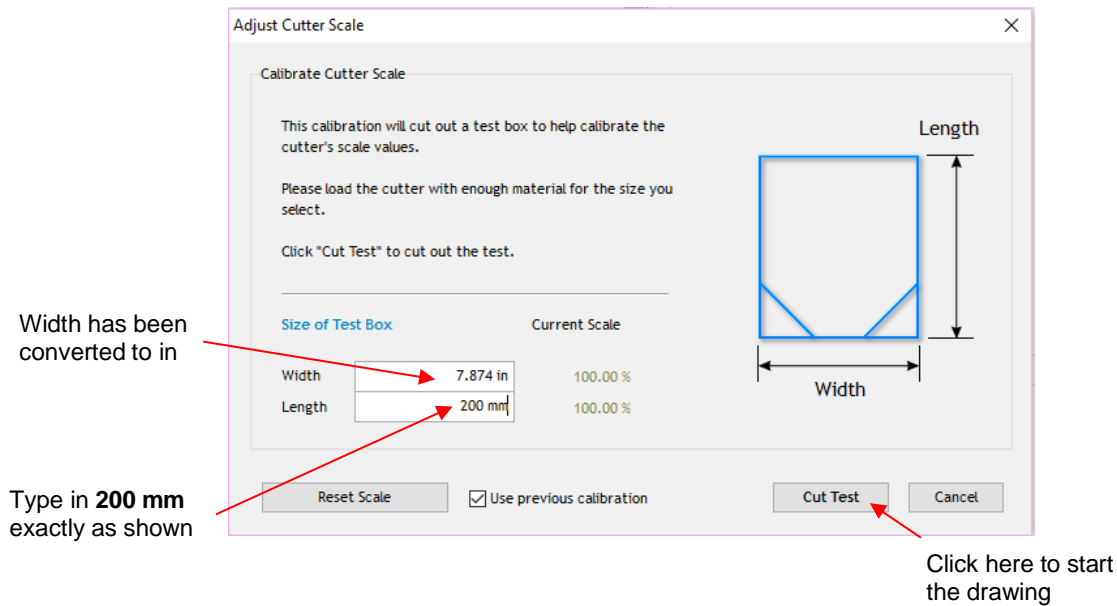 Adjust Cutter Scale
Calibrate Cutter Scale
This calibration will cut out a test box to help calibrate the
cutter's scale values.
Please load the cutter with enough material for the size you
select.
Click "Cut Test" to cut out the test.
Length
Width
Width has been
converted to in
Size of Test Box
Current Scale
Width
7.874 in
100.00 %
Length
200 mm
100.00 %
Type in 200 mm
exactly as shown
Reset Scale
Use previous calibration
Cut Test
Cancel
Click here to start
the drawing